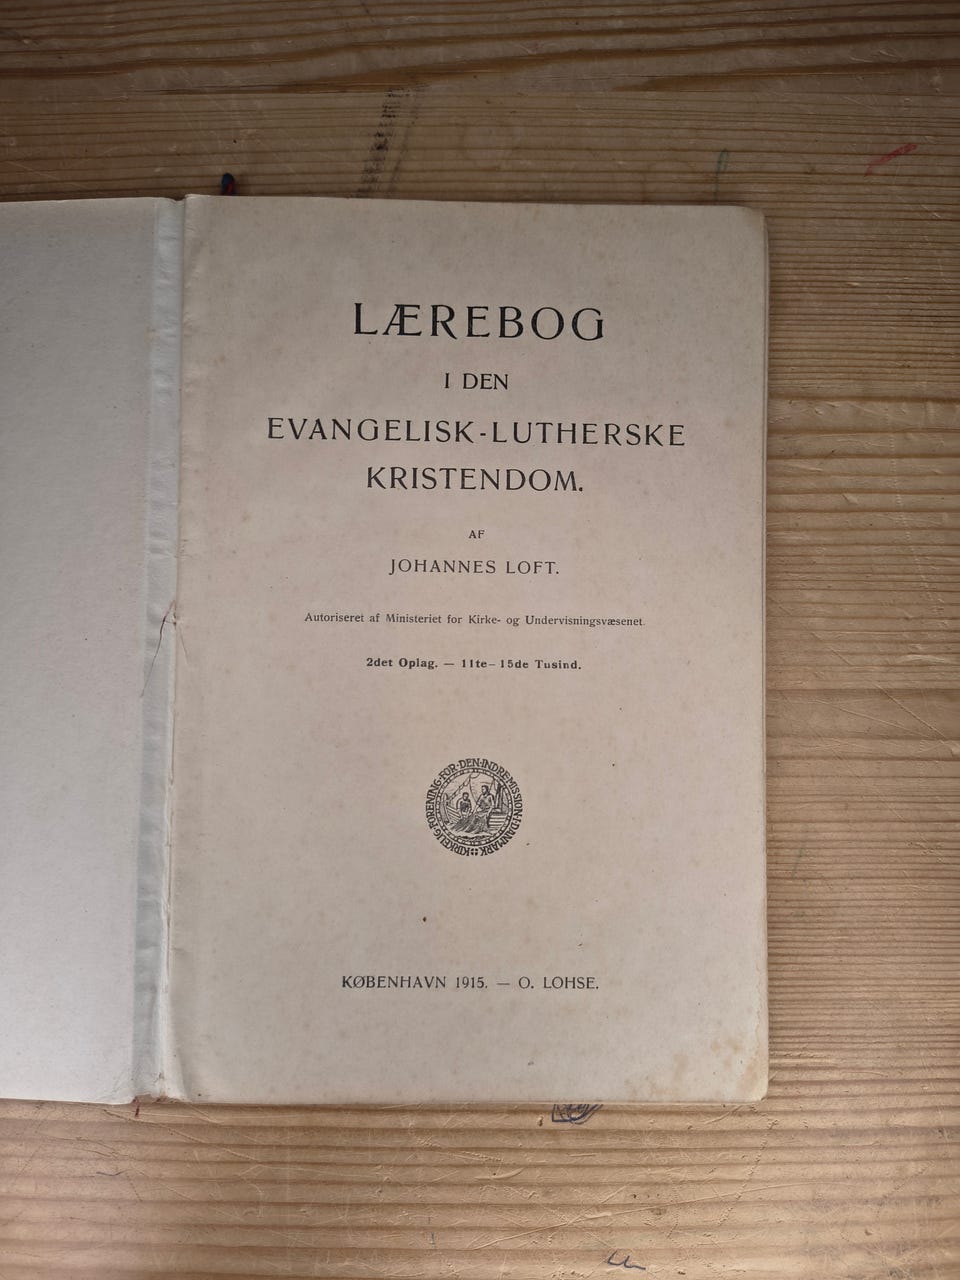 LÆREBOG
I DEN
EVANGELISK-LUTHERSKE
KRISTENDOM.
AF
JOHANNES LOFT.
Autoriseret af Ministeriet for Kirke- og Undervisningsvæsenet.
2det Oplag. — 11te–15de Tusind.
KIRKELIG·FORENING·FOR·DEN·INDRE·MISSION·I·DANMARK
KØBENHAVN 1915. — O. LOHSE.